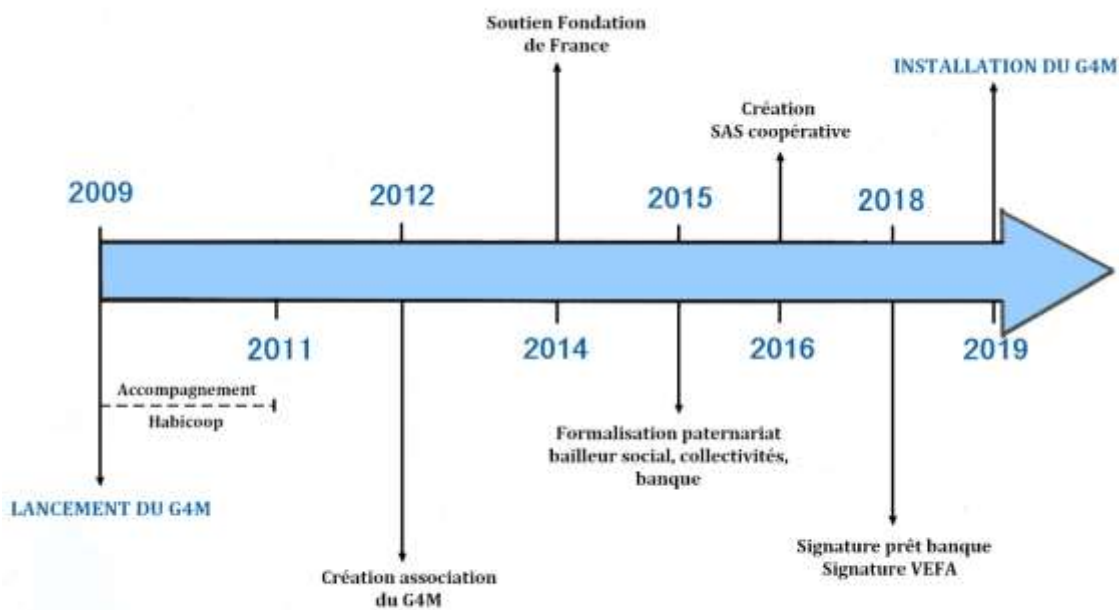 Soutien Fondation
de France
INSTALLATION DU G4M
Création
SAS coopérative
2009
2012
2015
2018
2011
2014
2016
2019
Accompagnement
Habicoop
Formalisation paternariat
bailleur social, collectivités,
banque
LANCEMENT DU G4M
Signature prêt banque
Signature VEFA
Création association
du G4M